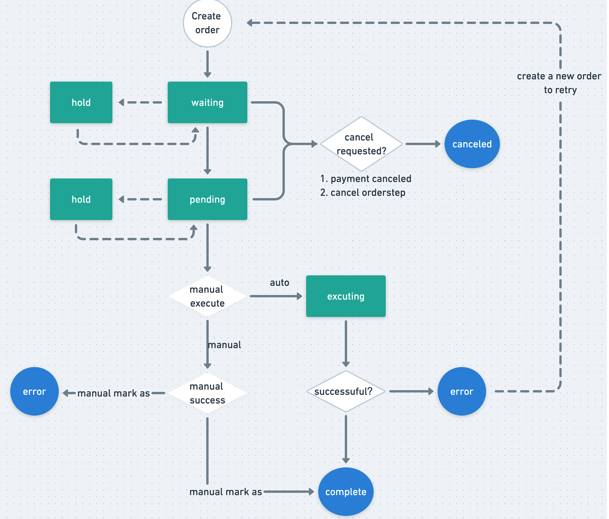 Create
order
hold
waiting
create a new order
to retry
cancel
requested?
canceled
1. payment canceled
2. cancel orderstep
hold
pending
manual
execute
auto
excuting
manual
error
manual mark as
manual
success
successuful?
error
manual mark as
complete